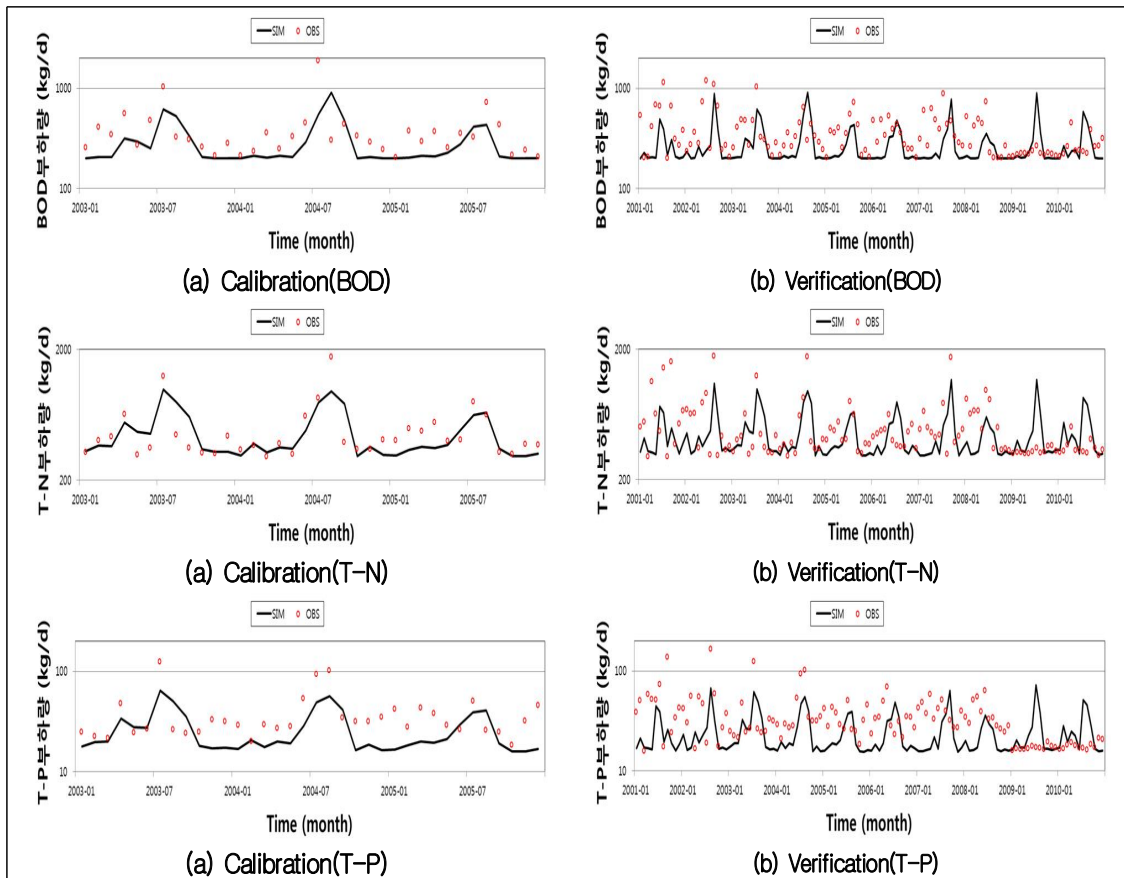 SIM OBS
BOD부하량 (kg/d)
1000
100
2003-01 2003-07 2004-01 2004-07 2005-01 2005-07
Time (month)
(a) Calibration(BOD)
SIM OBS
BOD부하량 (kg/d)
1000
100
2001-01 2002-01 2003-01 2004-01 2005-01 2006-01 2007-01 2008-01 2009-01 2010-01
Time (month)
(b) Verification(BOD)
SIM OBS
T-N부하량 (kg/d)
2000
200
2003-01 2003-07 2004-01 2004-07 2005-01 2005-07
Time (month)
(a) Calibration(T-N)
SIM OBS
T-N부하량 (kg/d)
2000
200
2001-01 2002-01 2003-01 2004-01 2005-01 2006-01 2007-01 2008-01 2009-01 2010-01
Time (month)
(b) Verification(T-N)
SIM OBS
T-P부하량 (kg/d)
100
10
2003-01 2003-07 2004-01 2004-07 2005-01 2005-07
Time (month)
(a) Calibration(T-P)
SIM OBS
T-P부하량 (kg/d)
100
10
2001-01 2002-01 2003-01 2004-01 2005-01 2006-01 2007-01 2008-01 2009-01 2010-01
Time (month)
(b) Verification(T-P)